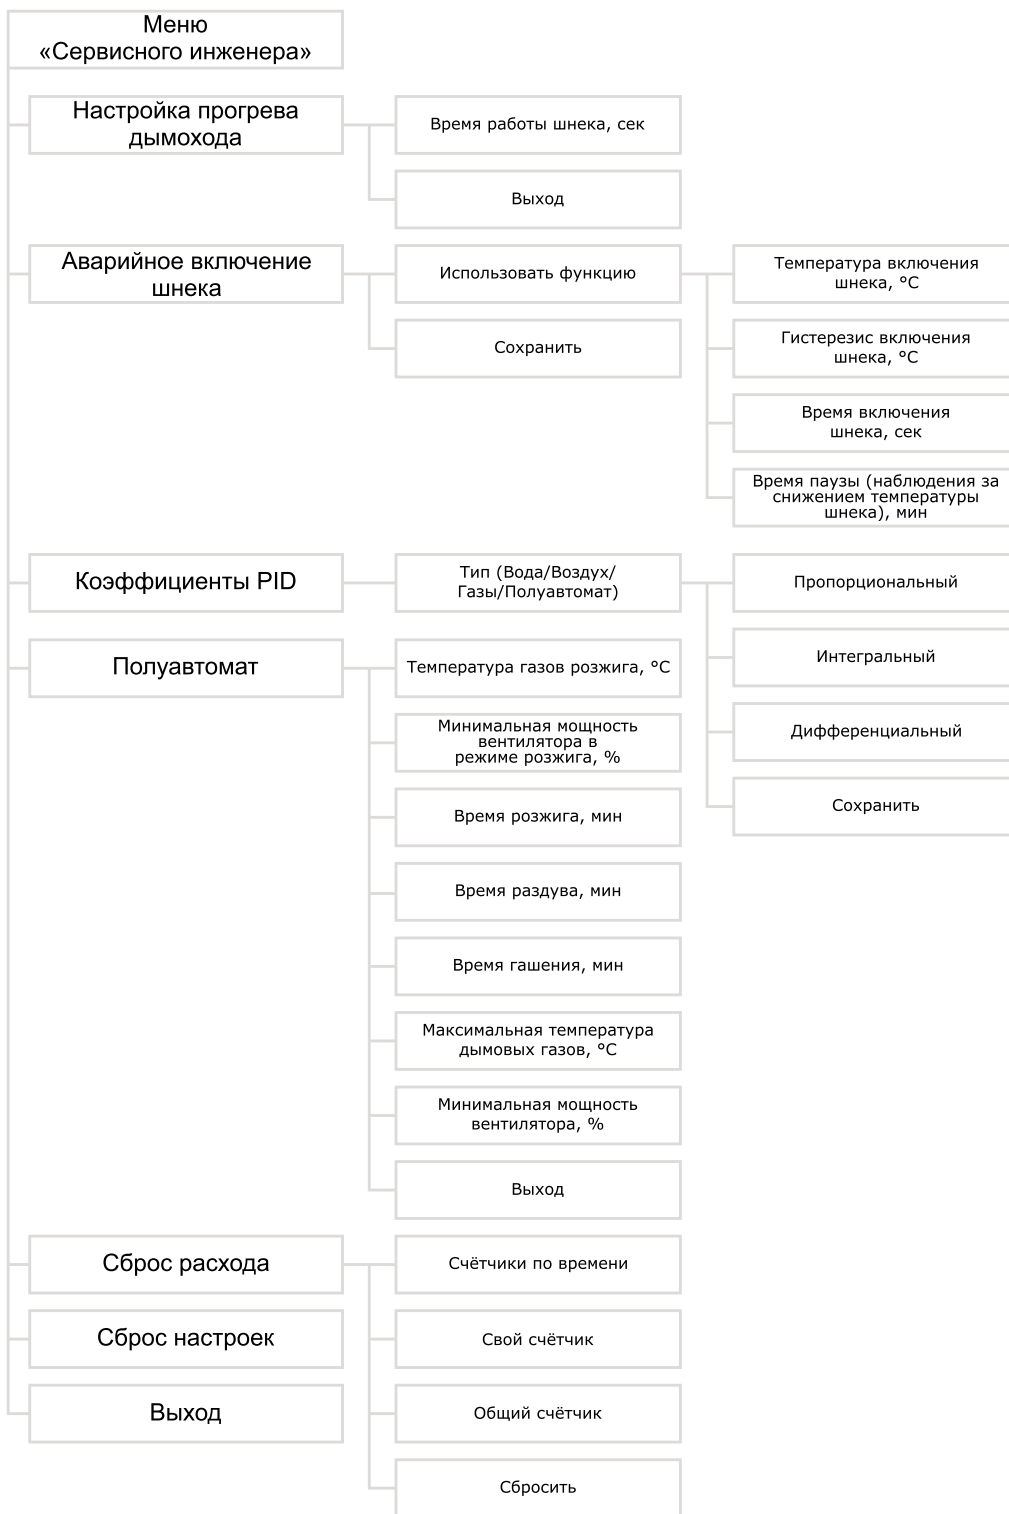 Меню
«Сервисного инженера»
Настройка прогрева
дымохода
Время работы шнека, сек
Выход
Аварийное включение
шнека
Использовать функцию
Температура включения
шнека, °C
Гистерезис включения
шнека, °C
Время включения
шнека, сек
Время паузы (наблюдения за
снижением температуры
шнека), мин
Сохранить
Коэффициенты PID
Тип (Вода/Воздух/
Газы/Полуавтомат)
Пропорциональный
Интегральный
Дифференциальный
Сохранить
Полуавтомат
Температура газов розжига, °C
Минимальная мощность
вентилятора в
режиме розжига, %
Время розжига, мин
Время раздува, мин
Время гашения, мин
Максимальная температура
дымовых газов, °C
Минимальная мощность
вентилятора, %
Выход
Сброс расхода
Счётчики по времени
Свой счётчик
Общий счётчик
Сбросить
Сброс настроек
Выход